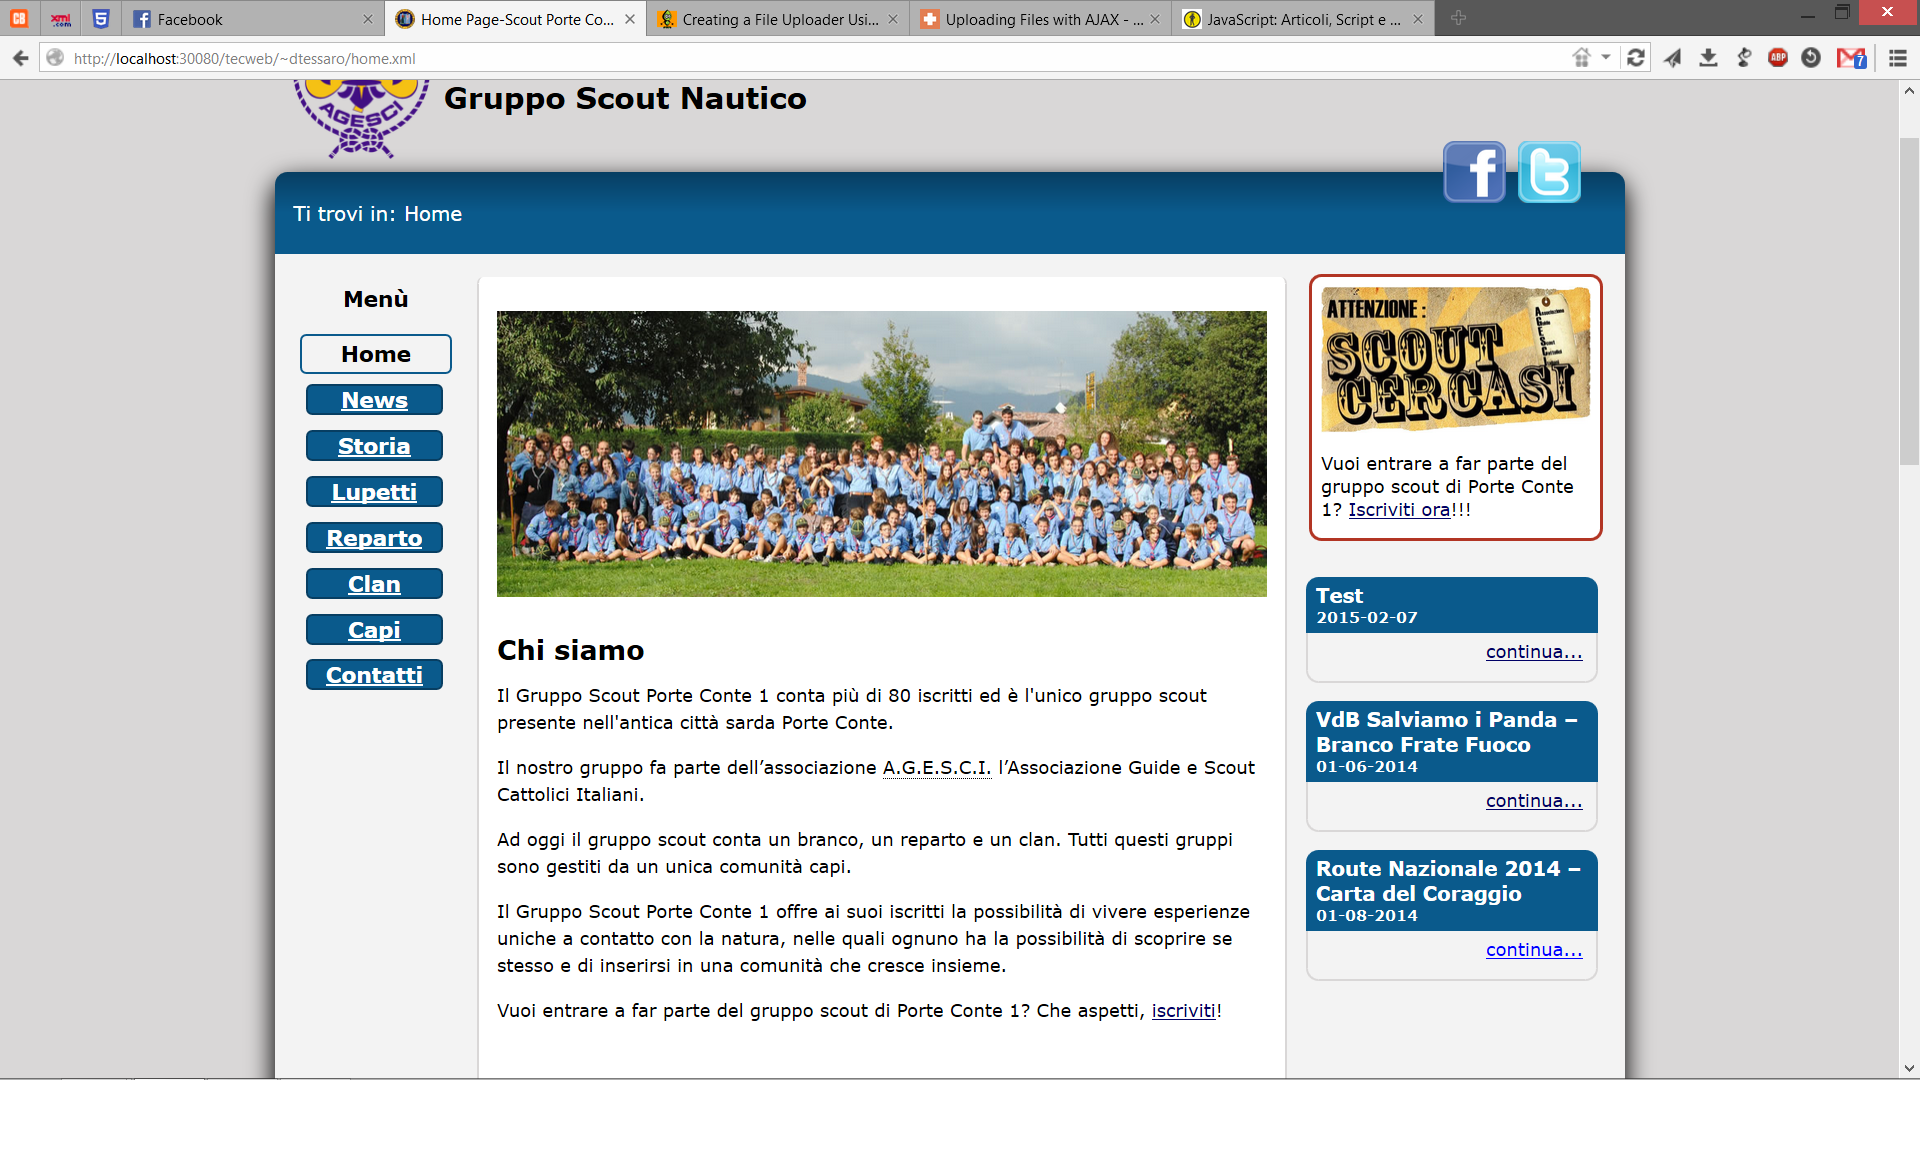 Facebook
Home Page-Scout Porte Co...
Creating a File Uploader Usi...
Uploading Files with AJAX - ...
JavaScript: Articoli, Script e ...
http://localhost:30080/tecweb/~dtessaro/home.xml
ABP
7
AGESCI
Gruppo Scout Nautico
Ti trovi in: Home
Menù
Home
News
Storia
Lupetti
Reparto
Clan
Capi
Contatti
Chi siamo
Il Gruppo Scout Porte Conte 1 conta più di 80 iscritti ed è l'unico gruppo scout
presente nell'antica città sarda Porte Conte.
Il nostro gruppo fa parte dell’associazione A.G.E.S.C.I. l’Associazione Guide e Scout
Cattolici Italiani.
Ad oggi il gruppo scout conta un branco, un reparto e un clan. Tutti questi gruppi
sono gestiti da un unica comunità capi.
Il Gruppo Scout Porte Conte 1 offre ai suoi iscritti la possibilità di vivere esperienze
uniche a contatto con la natura, nelle quali ognuno ha la possibilità di scoprire se
stesso e di inserirsi in una comunità che cresce insieme.
Vuoi entrare a far parte del gruppo scout di Porte Conte 1? Che aspetti, iscriviti!
ATTENZIONE :
SCOUT
CERCASI
Vuoi entrare a far parte del
gruppo scout di Porte Conte
1? Iscriviti ora!!!
Test
2015-02-07
continua...
VdB Salviamo i Panda –
Branco Frate Fuoco
01-06-2014
continua...
Route Nazionale 2014 –
Carta del Coraggio
01-08-2014
continua...